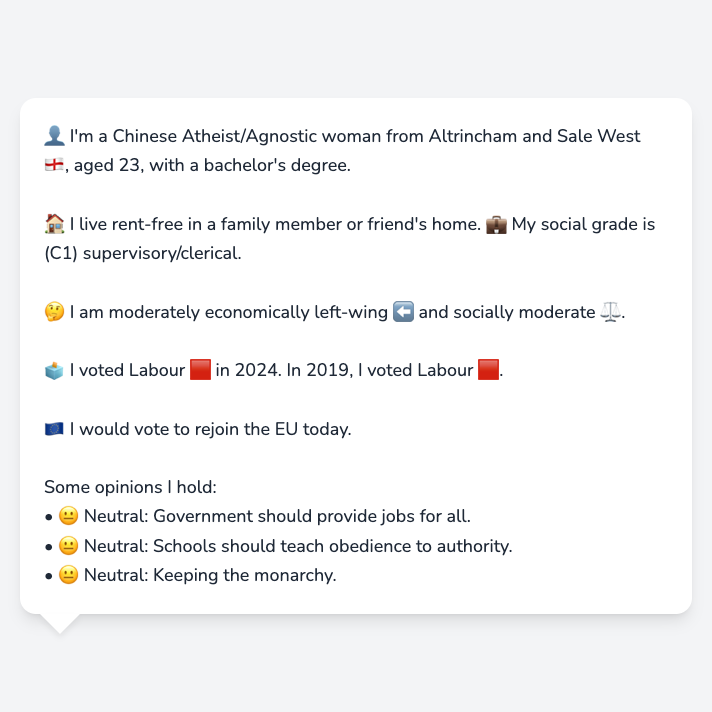 👤 I'm a Chinese Atheist/Agnostic woman from Altrincham and Sale West
🏴󠁧󠁢󠁥󠁮󠁧󠁿, aged 23, with a bachelor's degree.
🏠 I live rent-free in a family member or friend's home. 💼 My social grade is
(C1) supervisory/clerical.
🤔 I am moderately economically left-wing ⬅️ and socially moderate ⚖️.
🗳️ I voted Labour 🟥 in 2024. In 2019, I voted Labour 🟥.
🇪🇺 I would vote to rejoin the EU today.
Some opinions I hold:
• 😐 Neutral: Government should provide jobs for all.
• 😐 Neutral: Schools should teach obedience to authority.
• 😐 Neutral: Keeping the monarchy.